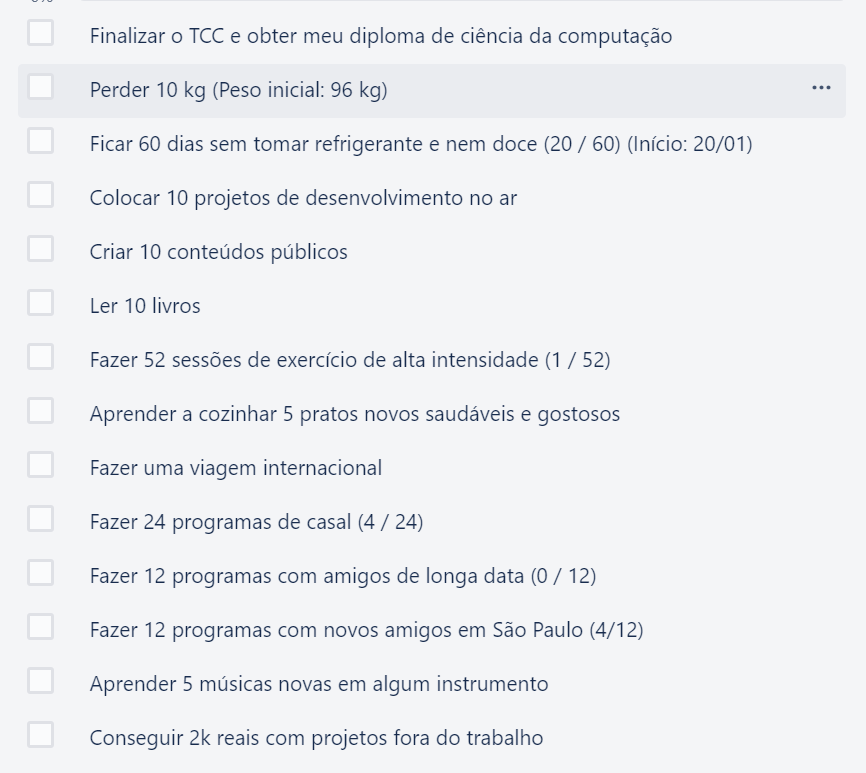 Finalizar o TCC e obter meu diploma de ciência da computação
Perder 10 kg (Peso inicial: 96 kg)
Ficar 60 dias sem tomar refrigerante e nem doce (20 / 60) (Início: 20/01)
Colocar 10 projetos de desenvolvimento no ar
Criar 10 conteúdos públicos
Ler 10 livros
Fazer 52 sessões de exercício de alta intensidade (1 / 52)
Aprender a cozinhar 5 pratos novos saudáveis e gostosos
Fazer uma viagem internacional
Fazer 24 programas de casal (4 / 24)
Fazer 12 programas com amigos de longa data (0 / 12)
Fazer 12 programas com novos amigos em São Paulo (4/12)
Aprender 5 músicas novas em algum instrumento
Conseguir 2k reais com projetos fora do trabalho